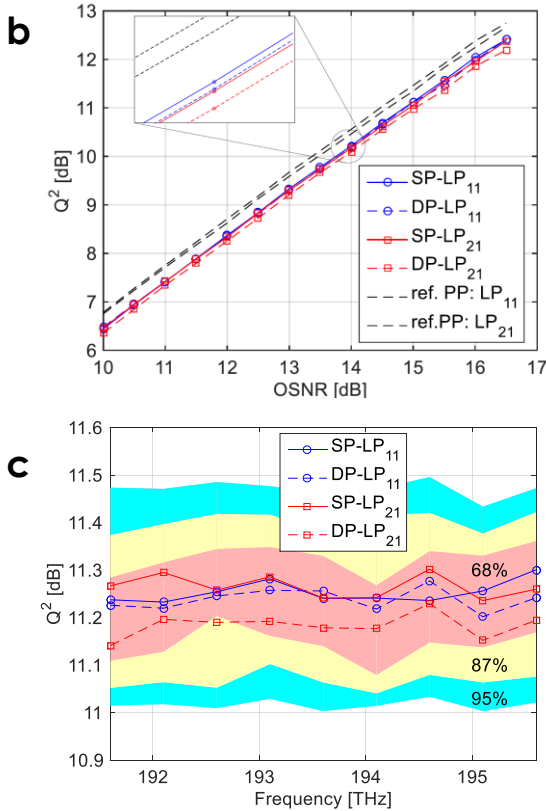 b
13
12
11
10
9
8
7
6
Q² [dB]
10
11
12
13
14
15
16
17
OSNR [dB]
SP-LP₁₁
DP-LP₁₁
SP-LP₂₁
DP-LP₂₁
ref. PP: LP₁₁
ref.PP: LP₂₁
c
11.6
11.5
11.4
11.3
11.2
11.1
11
10.9
Q² [dB]
192
193
194
195
Frequency [THz]
SP-LP₁₁
DP-LP₁₁
SP-LP₂₁
DP-LP₂₁
68%
87%
95%